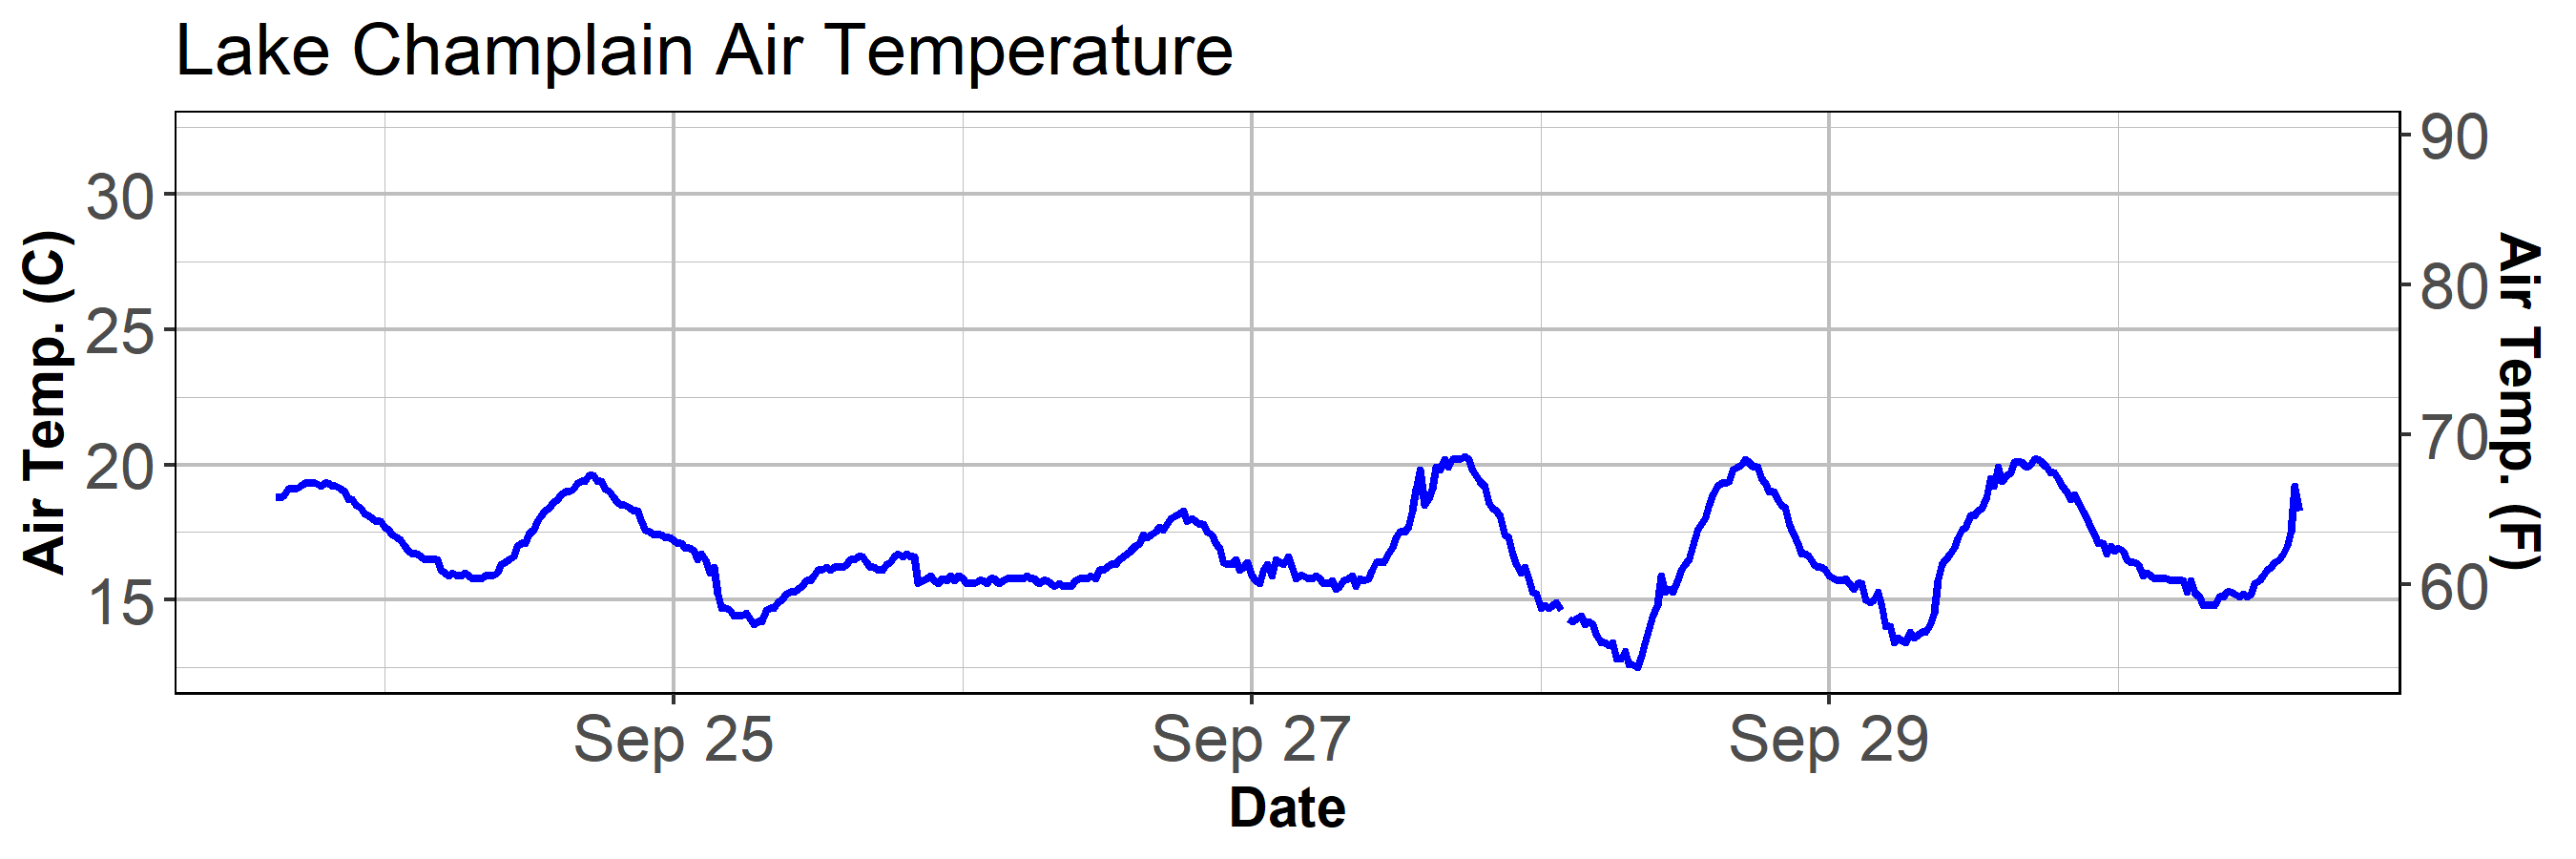 Lake Champlain Air Temperature
Air Temp. (C)
30
25
20
15
90
80
70
60
Air Temp. (F)
Sep 25
Sep 27
Sep 29
Date